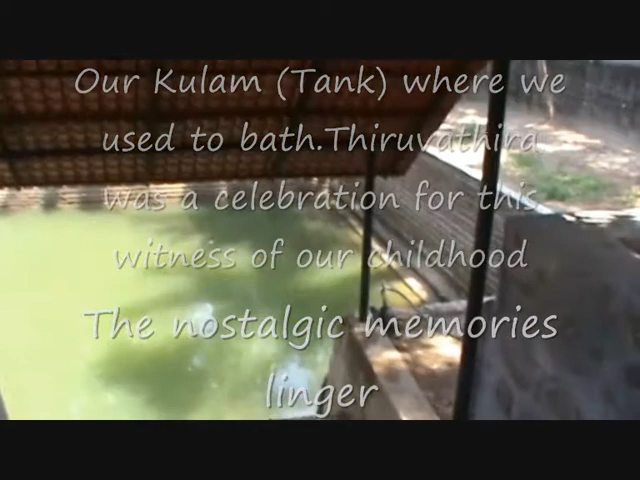 Our Kulam (Tank) where we
used to bath.Thiruvathira
was a celebration for this
witness of our childhood
The nostalgic memories
linger